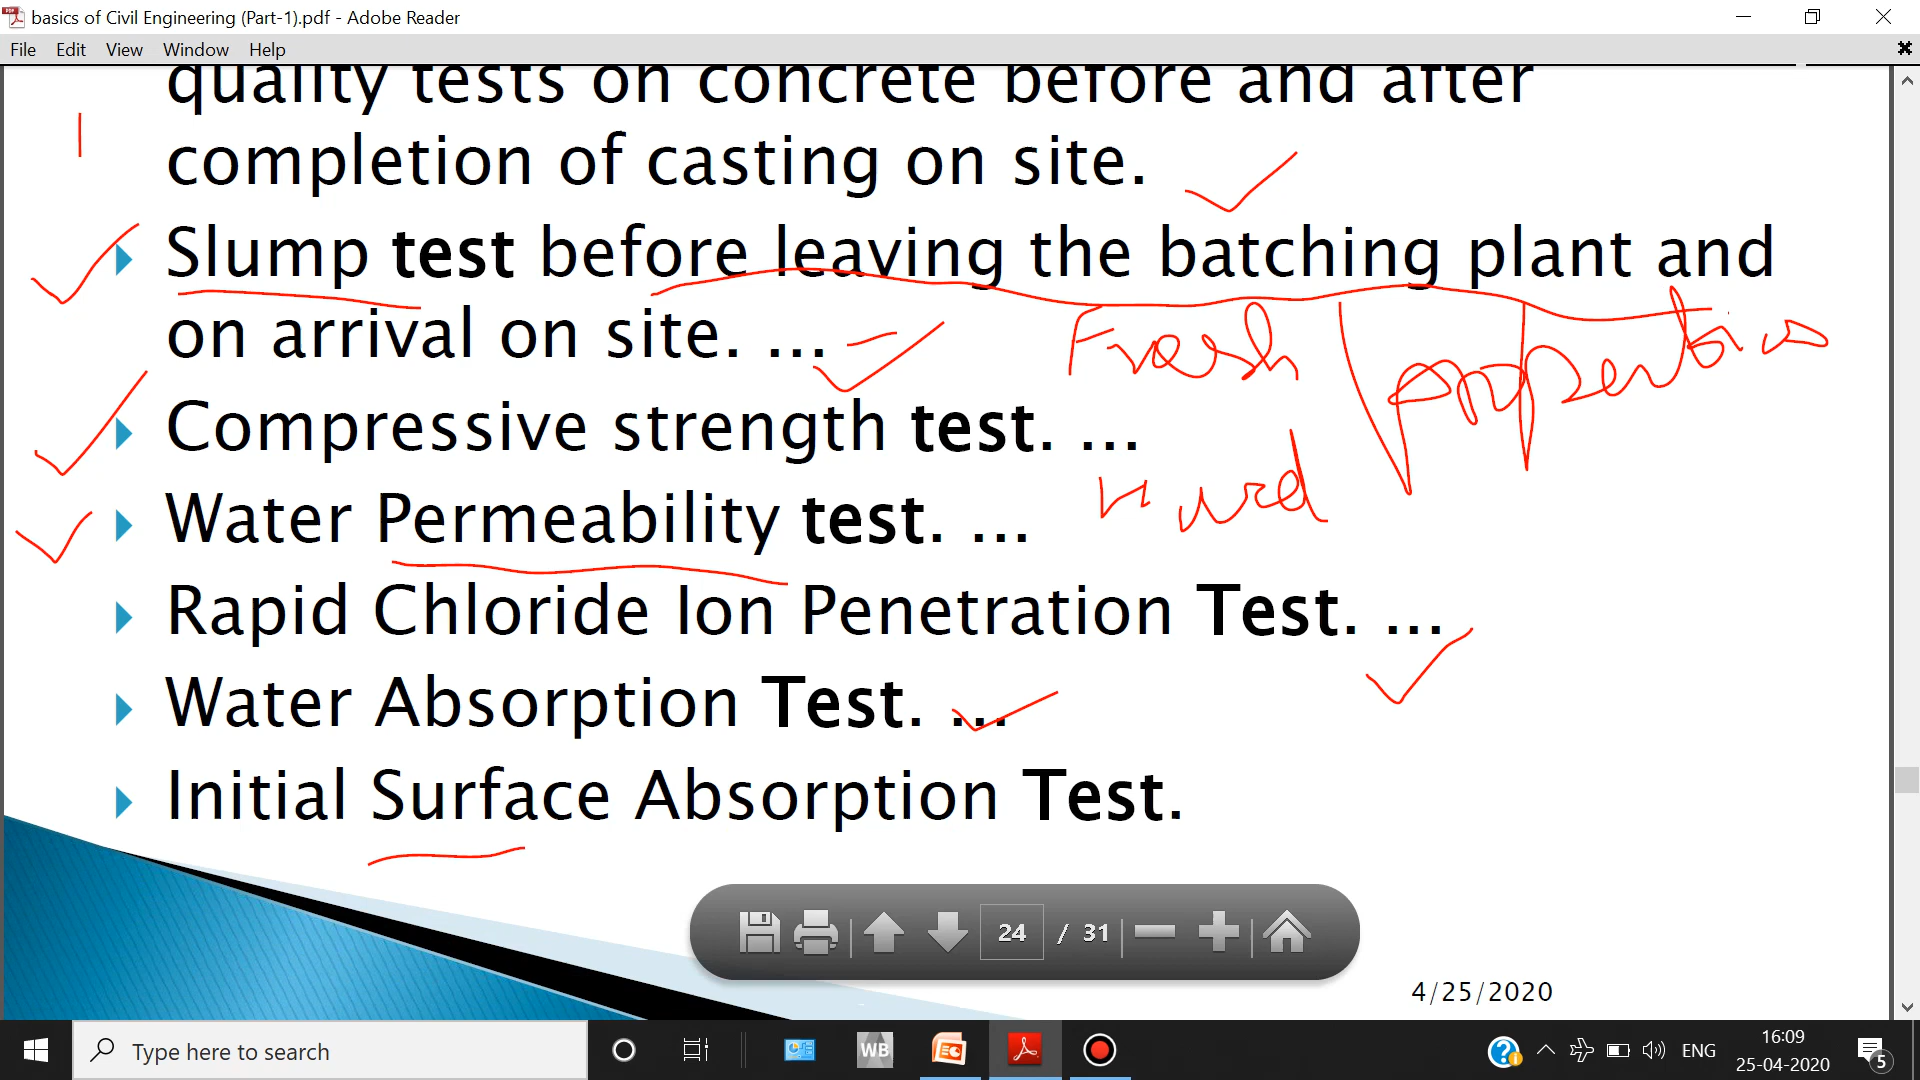 basics of Civil Engineering (Part-1).pdf - Adobe Reader
File Edit View Window Help
quality tests on concrete before and after
completion of casting on site.
Slump test before leaving the batching plant and
on arrival on site. ...
Fresh properties
Compressive strength test. ...
Hard
Water Permeability test. ...
Rapid Chloride Ion Penetration Test. ...
Water Absorption Test. ...
Initial Surface Absorption Test.
24 / 31
4/25/2020
Type here to search
WB
ENG
16:09
25-04-2020
5